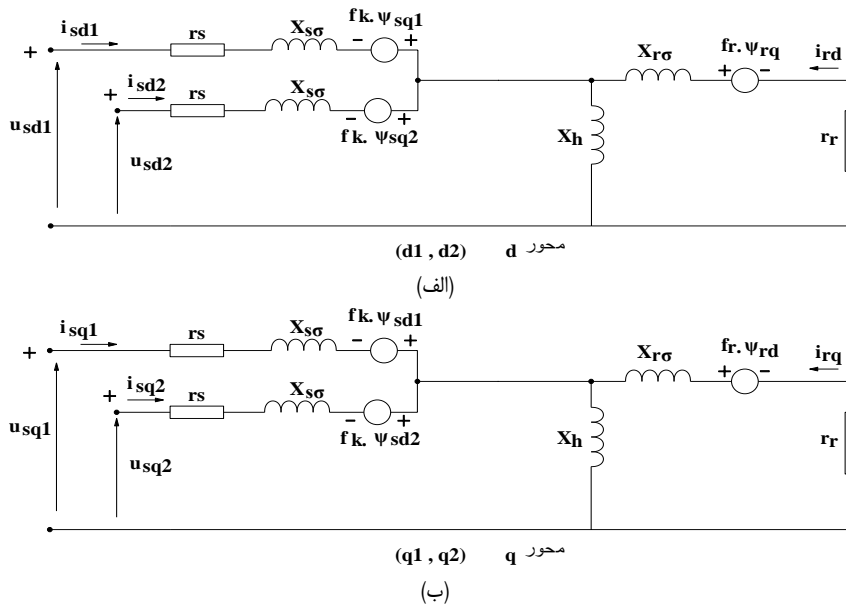 i sd1
rs
Xsσ
fk. ψsq1
- +
+
i sd2
rs
Xsσ
- +
fk. ψsq2
+
usd1
usd2
Xh
Xrσ
fr. ψrq
+ -
ird
rr
(d1 , d2) d محور
(الف)
i sq1
rs
Xsσ
fk. ψsd1
- +
+
i sq2
rs
Xsσ
- +
fk. ψsd2
+
usq1
usq2
Xh
Xrσ
fr. ψrd
+ -
irq
rr
(q1 , q2) q محور
(ب)